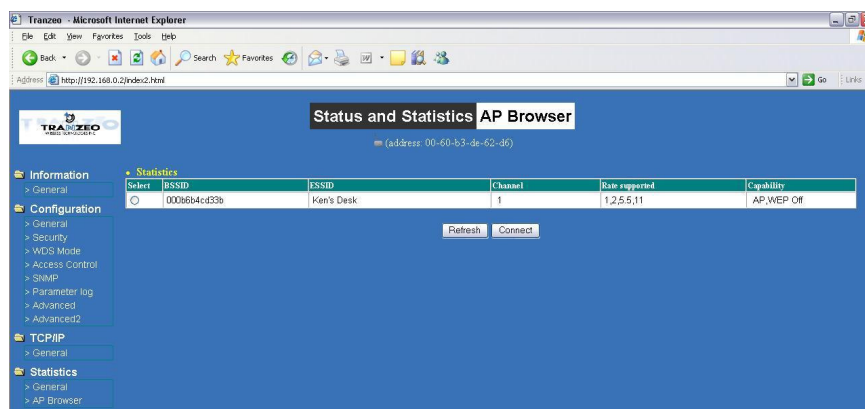 Tranzeo - Microsoft Internet Explorer
File Edit View Favorites Tools Help
Back Search Favorites
Address http://192.168.0.2/index2.html Go Links
TRANZEO
Status and Statistics AP Browser
(address: 00-60-b3-de-62-d6)
Information
> General
Configuration
> General
> Security
> WDS Mode
> Access Control
> SNMP
> Parameter log
> Advanced
> Advanced2
TCP/IP
> General
Statistics
> General
> AP Browser
• Statistics
Select BSSID ESSID Channel Rate supported Capability
000b6b4cd33b Ken's Desk 1 1,2,5.5,11 AP,WEP Off
Refresh Connect